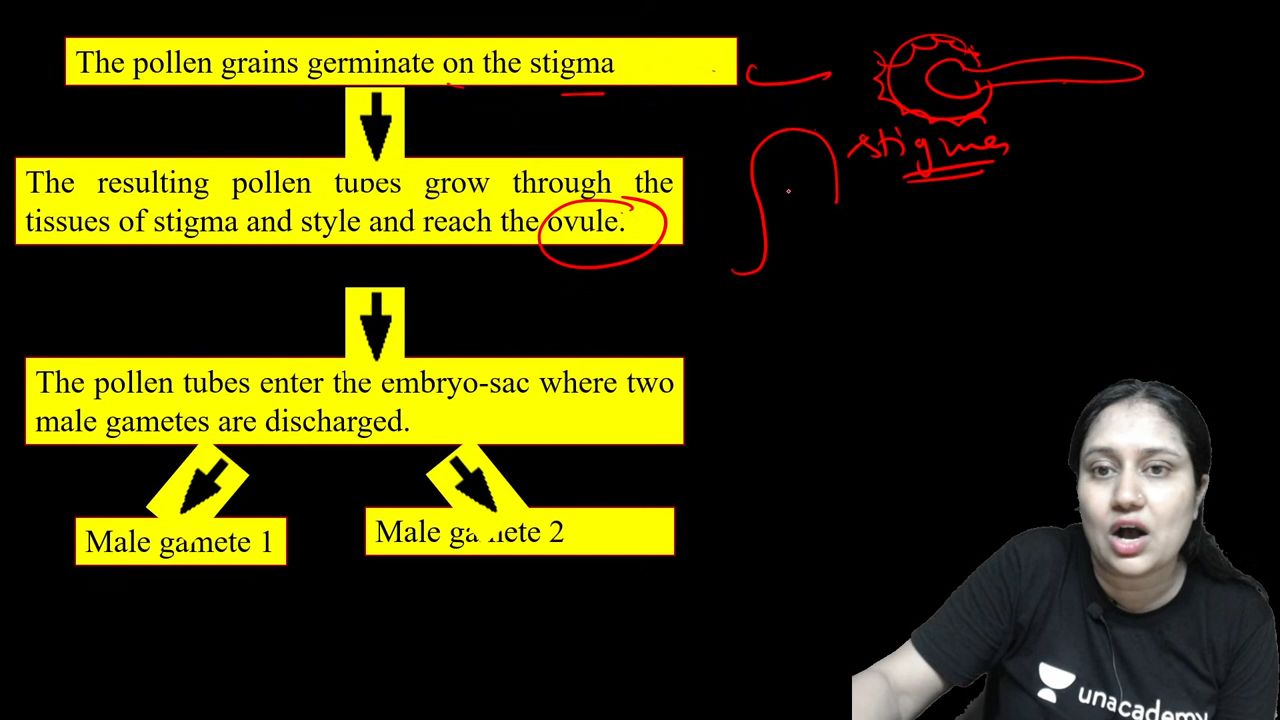 The pollen grains germinate on the stigma
stigma
The resulting pollen tubes grow through the
tissues of stigma and style and reach the ovule.
The pollen tubes enter the embryo-sac where two
male gametes are discharged.
Male gamete 1
Male gamete 2
unacademy